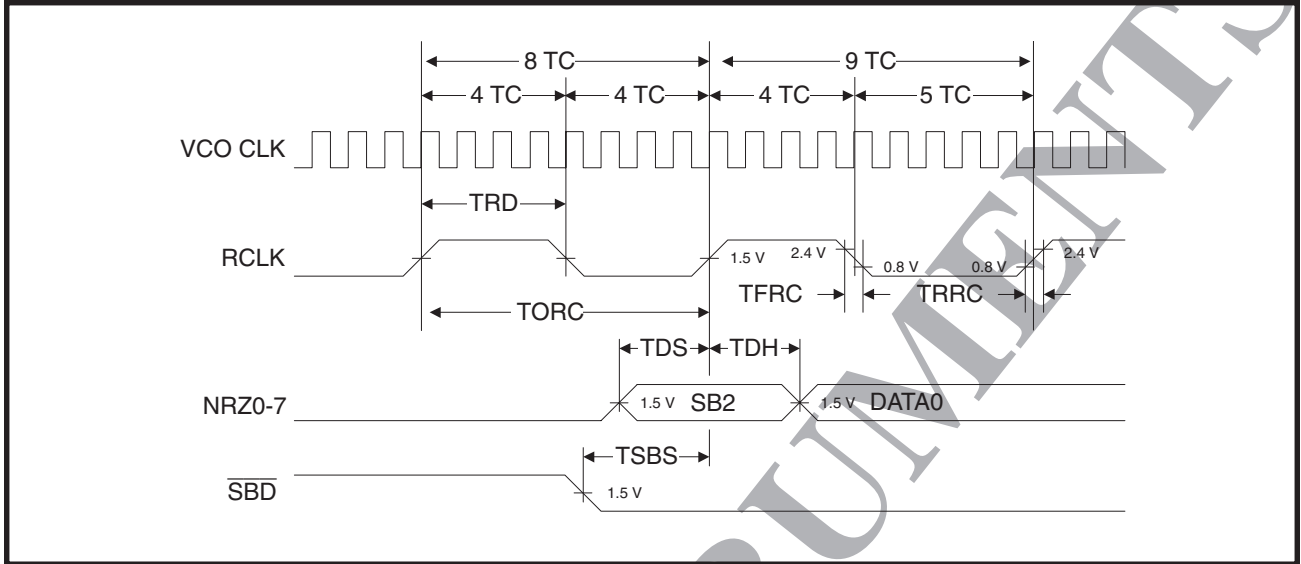 8 TC 9 TC
4 TC 4 TC 4 TC 5 TC
VCO CLK
TRD
RCLK 1.5 V 2.4 V 0.8 V 0.8 V 2.4 V
TFRC TRRC
TORC
TDS TDH
NRZ0-7 1.5 V SB2 1.5 V DATA0
TSBS
SBD 1.5 V
UMENTS